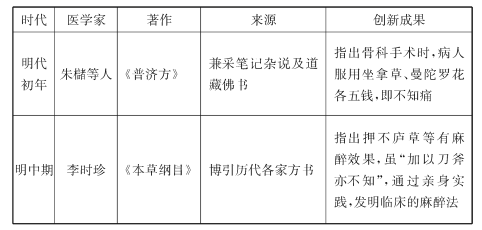 时代 医学家 著作 来源 创新成果
明代
初年
朱橚等人
《普济方》
兼采笔记杂说及道
藏佛书
指出骨科手术时，病人
服用坐拿草、曼陀罗花
各五钱，即不知痛
明中期
李时珍
《本草纲目》
博引历代各家方书
指出押不庐草等有麻
醉效果，虽“加以刀斧
亦不知”，通过亲身实
践，发明临床的麻醉法